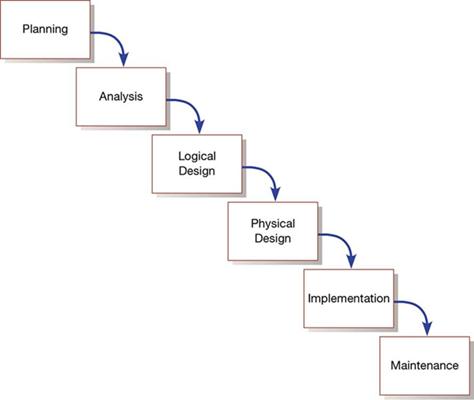 Planning
Analysis
Logical
Design
Physical
Design
Implementation
Maintenance